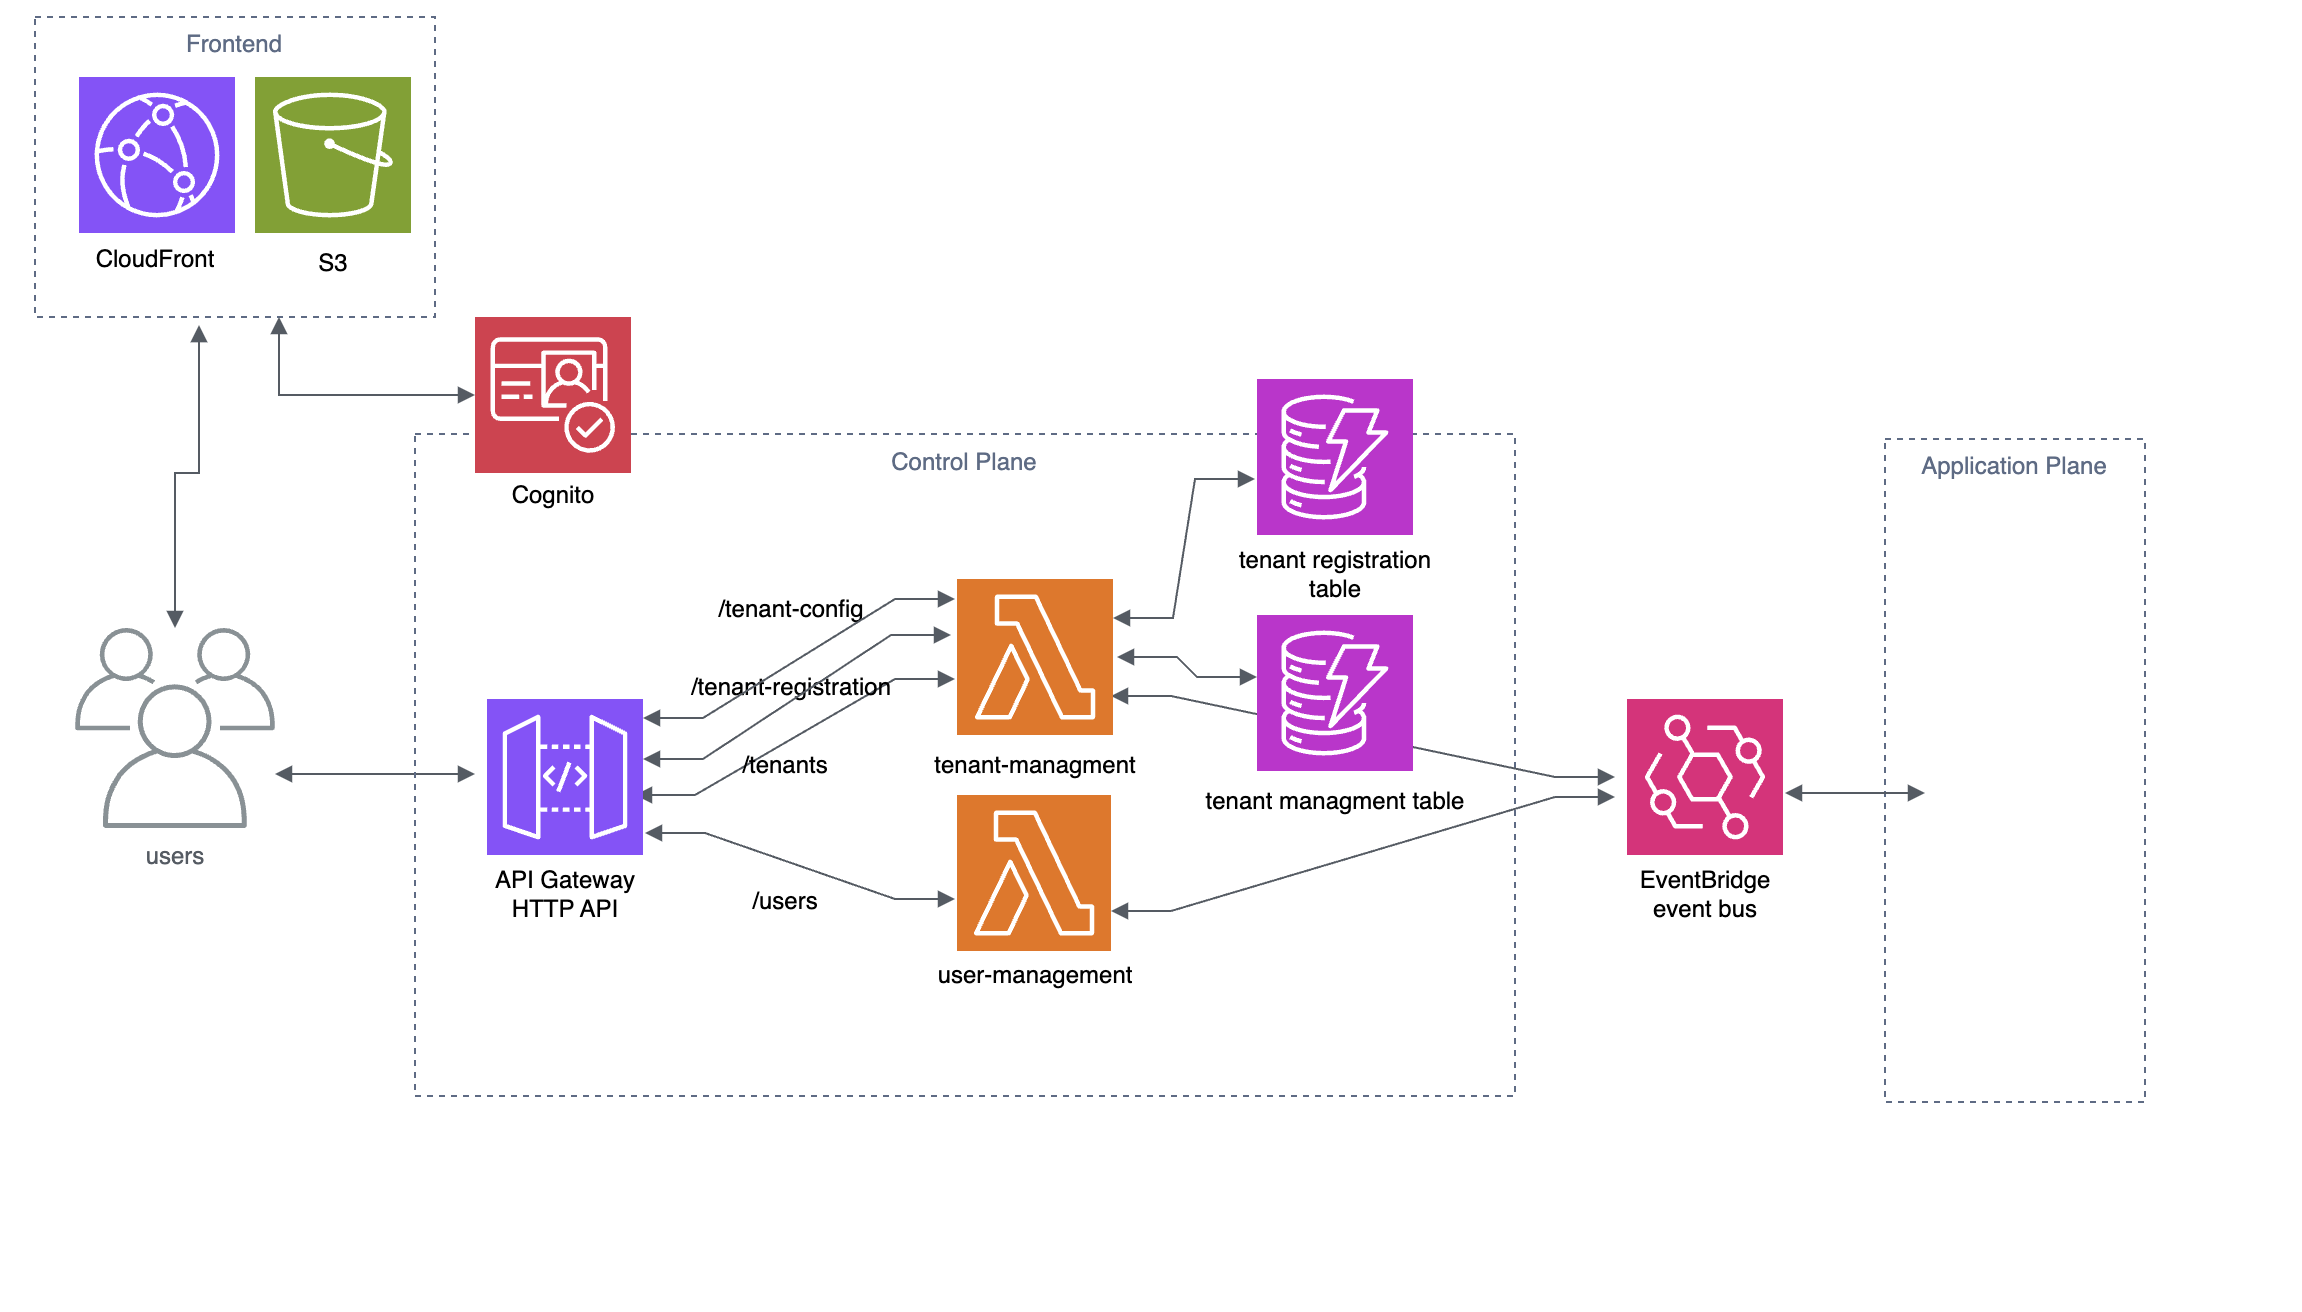 Frontend
CloudFront
S3
Cognito
Control Plane
Application Plane
tenant registration
table
/tenant-config
/tenant-registration
/tenants
tenant-managment
tenant managment table
users
API Gateway
HTTP API
/users
EventBridge
event bus
user-management